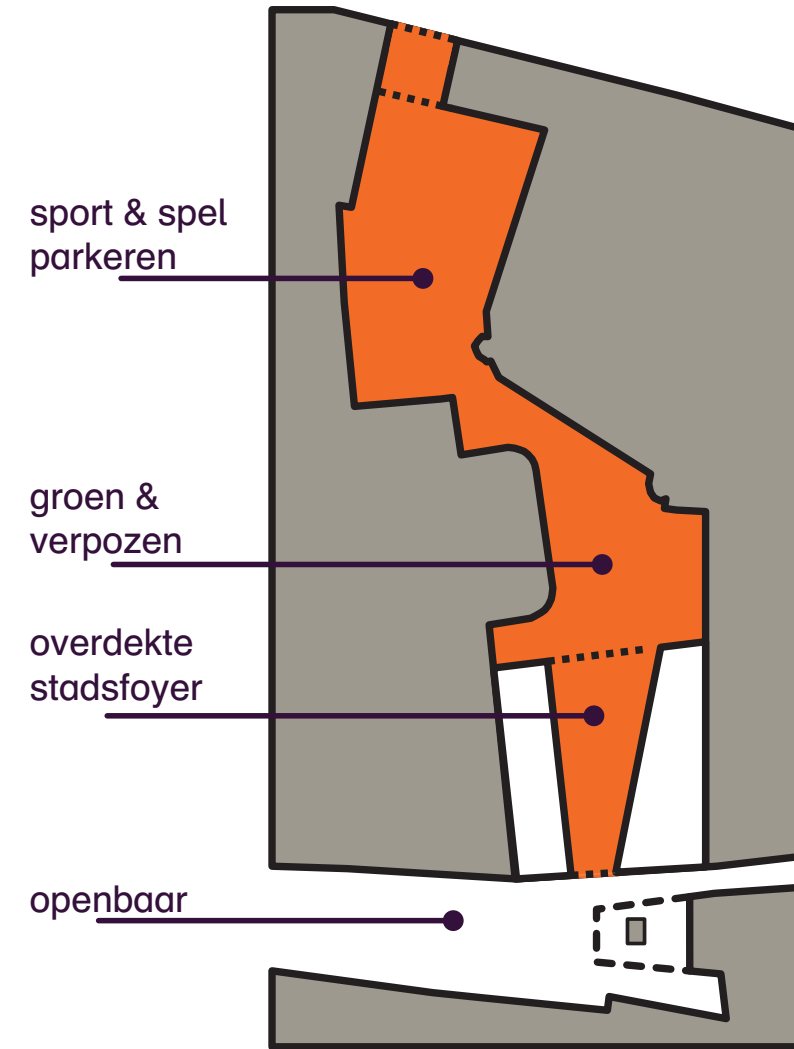 sport & spel
parkeren
groen &
verpozen
overdekte
stadsfoyer
openbaar